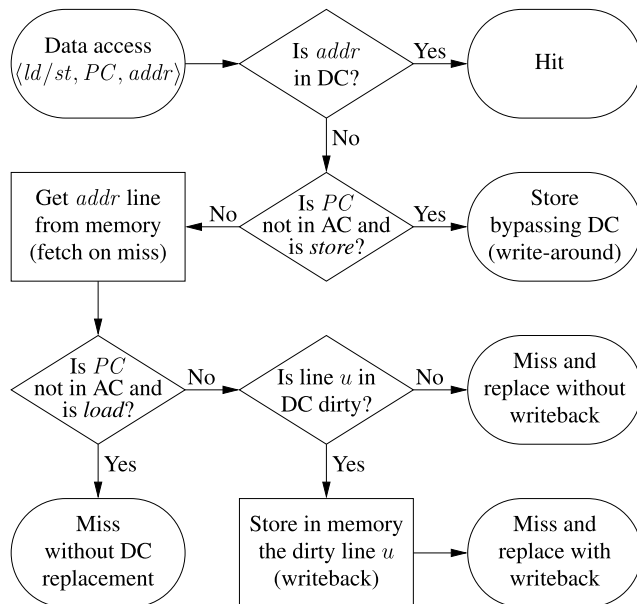 Data access
⟨ld/st, PC, addr⟩
Is addr
in DC?
Yes
Hit
No
Get addr line
from memory
(fetch on miss)
No
Is PC
not in AC and
is store?
Yes
Store
bypassing DC
(write-around)
Is PC
not in AC and
is load?
No
Is line u in
DC dirty?
No
Miss and
replace without
writeback
Yes
Yes
Miss
without DC
replacement
Store in memory
the dirty line u
(writeback)
Miss and
replace with
writeback